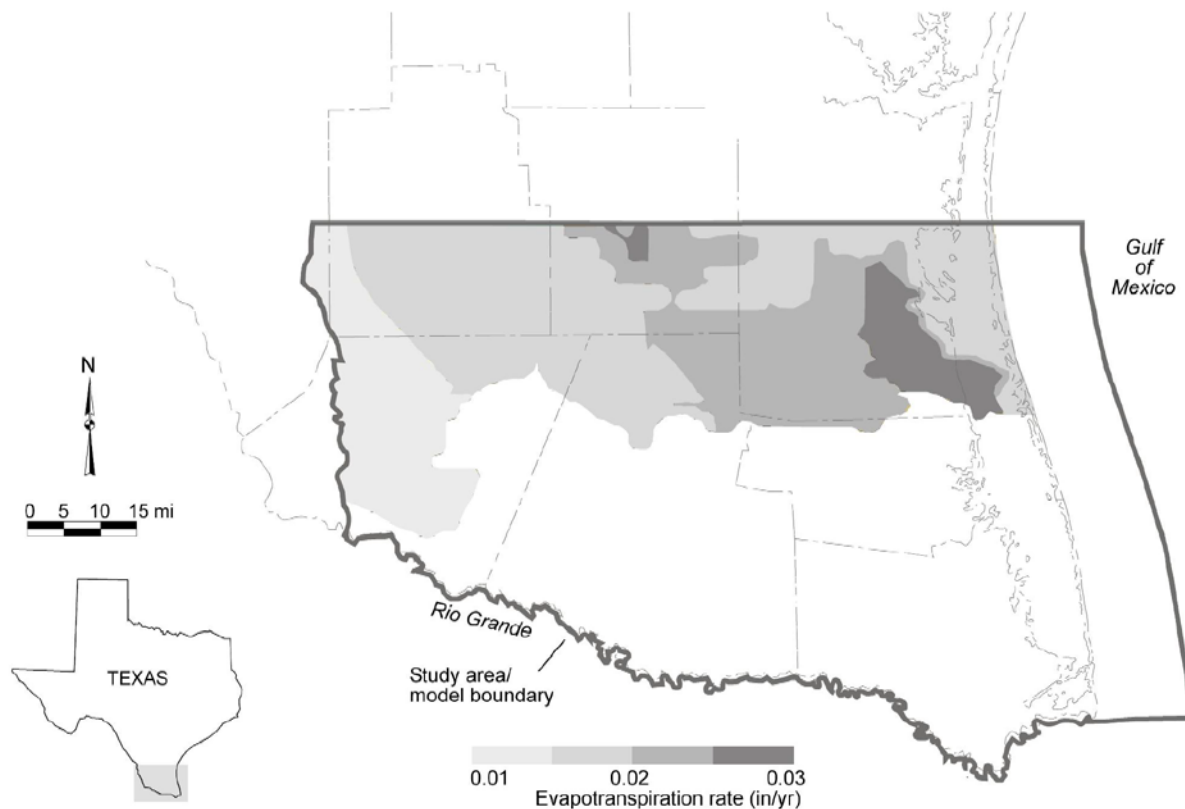 Gulf
of
Mexico
N
0 5 10 15 mi
Rio Grande
Study area/
model boundary
TEXAS
0.01 0.02 0.03
Evapotranspiration rate (in/yr)